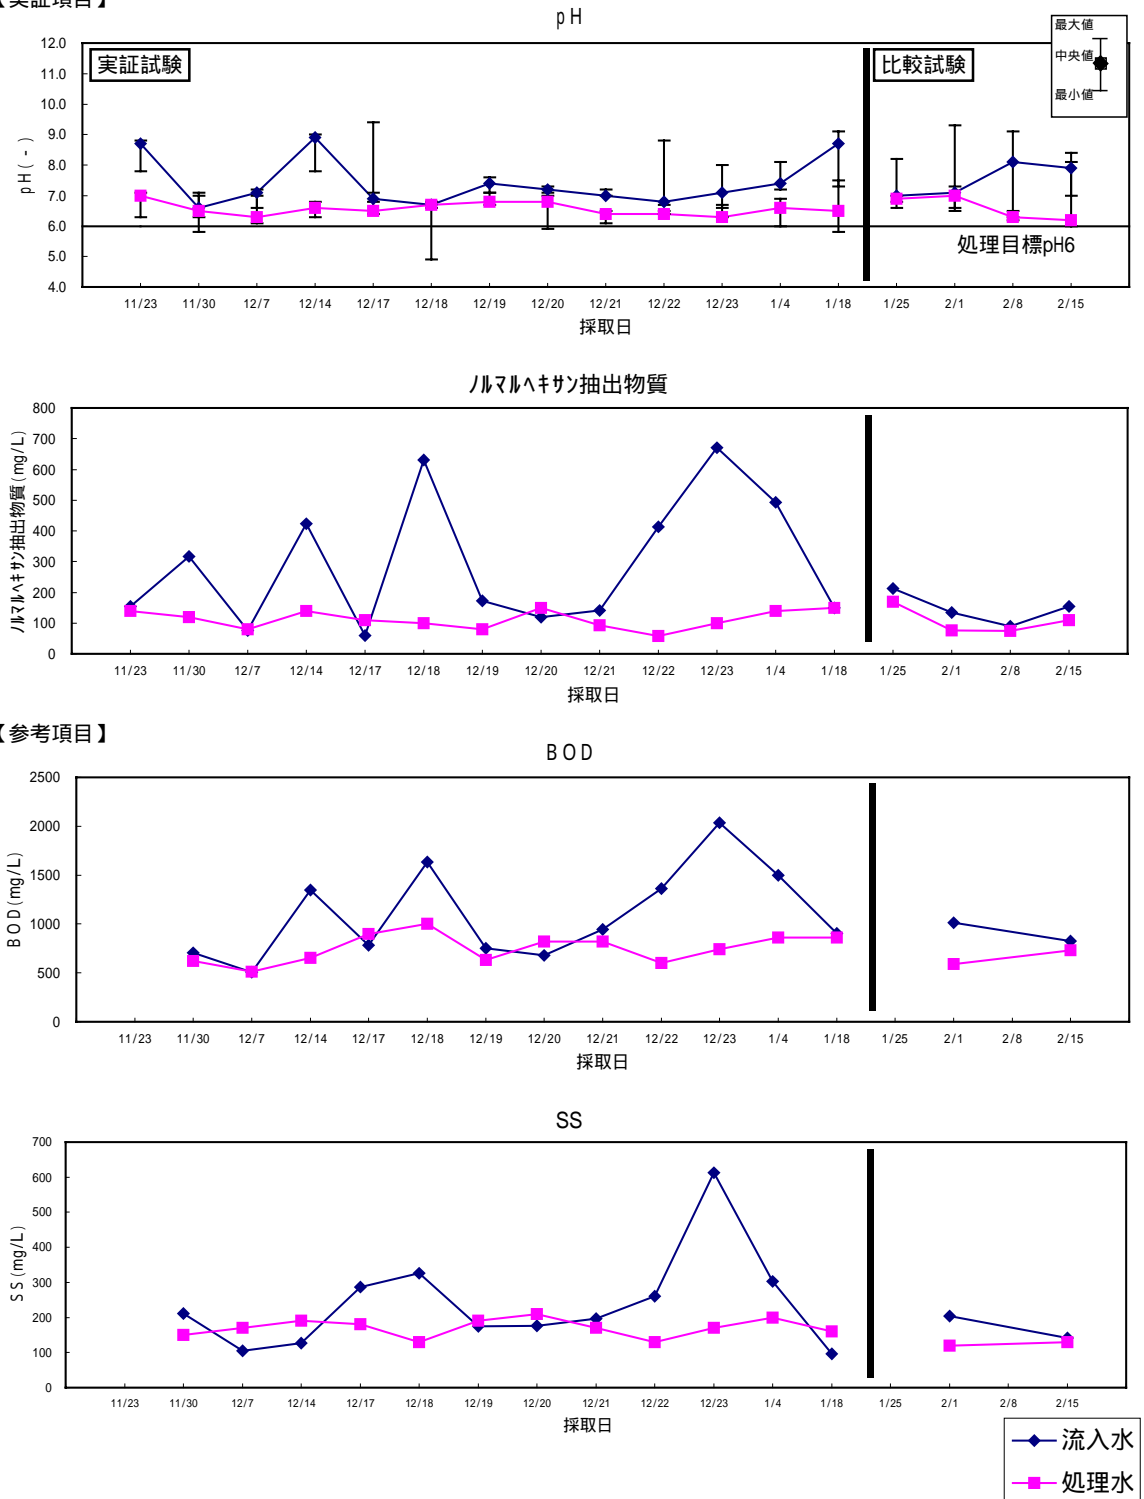 【実証項目】
pH
最大値
中央値
最小値
実証試験
比較試験
12.0
11.0
10.0
9.0
8.0
7.0
6.0
5.0
4.0
pH(-)
処理目標pH6
11/23 11/30 12/7 12/14 12/17 12/18 12/19 12/20 12/21 12/22 12/23 1/4 1/18 1/25 2/1 2/8 2/15
採取日
ﾉﾙﾏﾙﾍｷｻﾝ抽出物質
800
700
600
500
400
300
200
100
0
ﾉﾙﾏﾙﾍｷｻﾝ抽出物質(mg/L)
11/23 11/30 12/7 12/14 12/17 12/18 12/19 12/20 12/21 12/22 12/23 1/4 1/18 1/25 2/1 2/8 2/15
採取日
【参考項目】
BOD
2500
2000
1500
1000
500
0
BOD(mg/L)
11/23 11/30 12/7 12/14 12/17 12/18 12/19 12/20 12/21 12/22 12/23 1/4 1/18 1/25 2/1 2/8 2/15
採取日
SS
700
600
500
400
300
200
100
0
SS(mg/L)
11/23 11/30 12/7 12/14 12/17 12/18 12/19 12/20 12/21 12/22 12/23 1/4 1/18 1/25 2/1 2/8 2/15
採取日
流入水
処理水